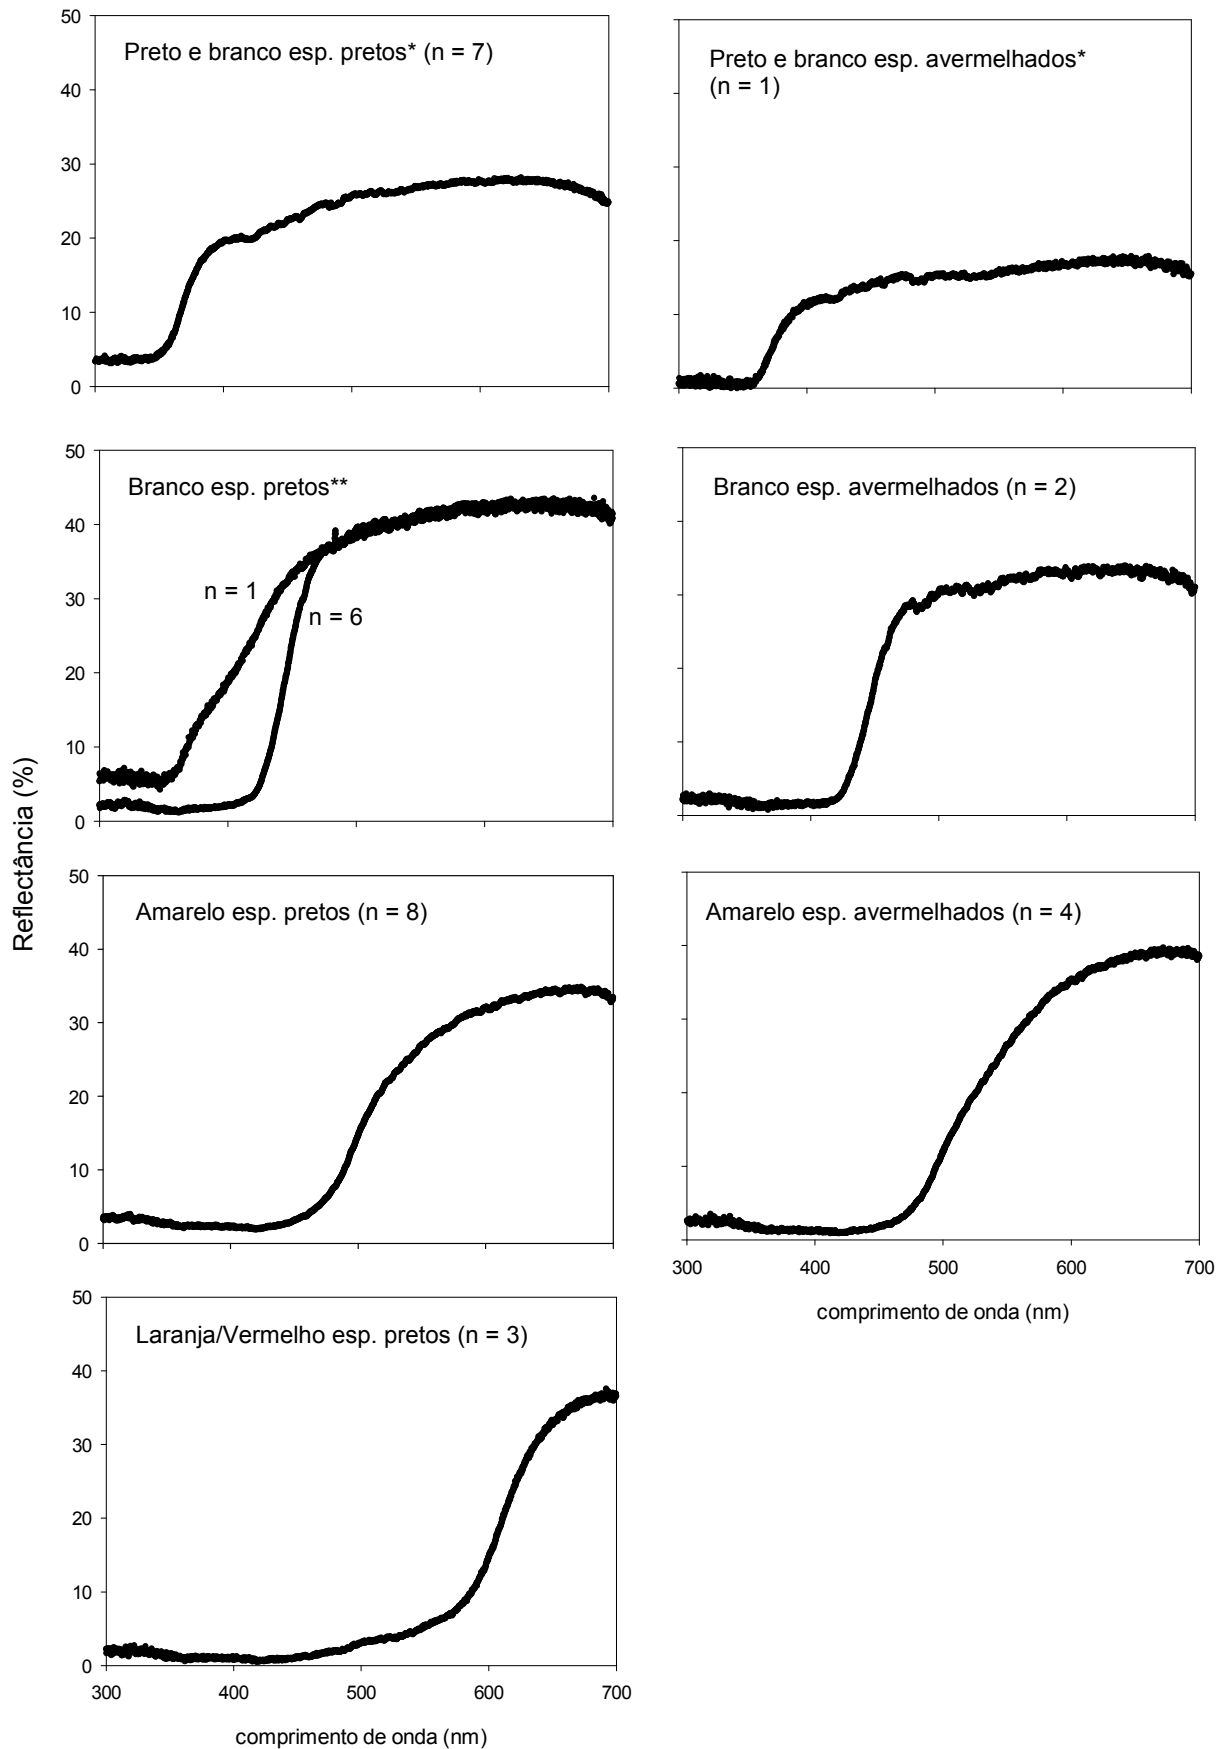 50
40
30
20
10
0
Preto e branco esp. pretos* (n = 7)
Preto e branco esp. avermelhados*
(n = 1)
50
40
30
20
10
0
Branco esp. pretos**
n = 1
n = 6
Branco esp. avermelhados (n = 2)
Reflectância (%)
50
40
30
20
10
0
Amarelo esp. pretos (n = 8)
Amarelo esp. avermelhados (n = 4)
300 400 500 600 700
comprimento de onda (nm)
50
40
30
20
10
0
Laranja/Vermelho esp. pretos (n = 3)
300 400 500 600 700
comprimento de onda (nm)